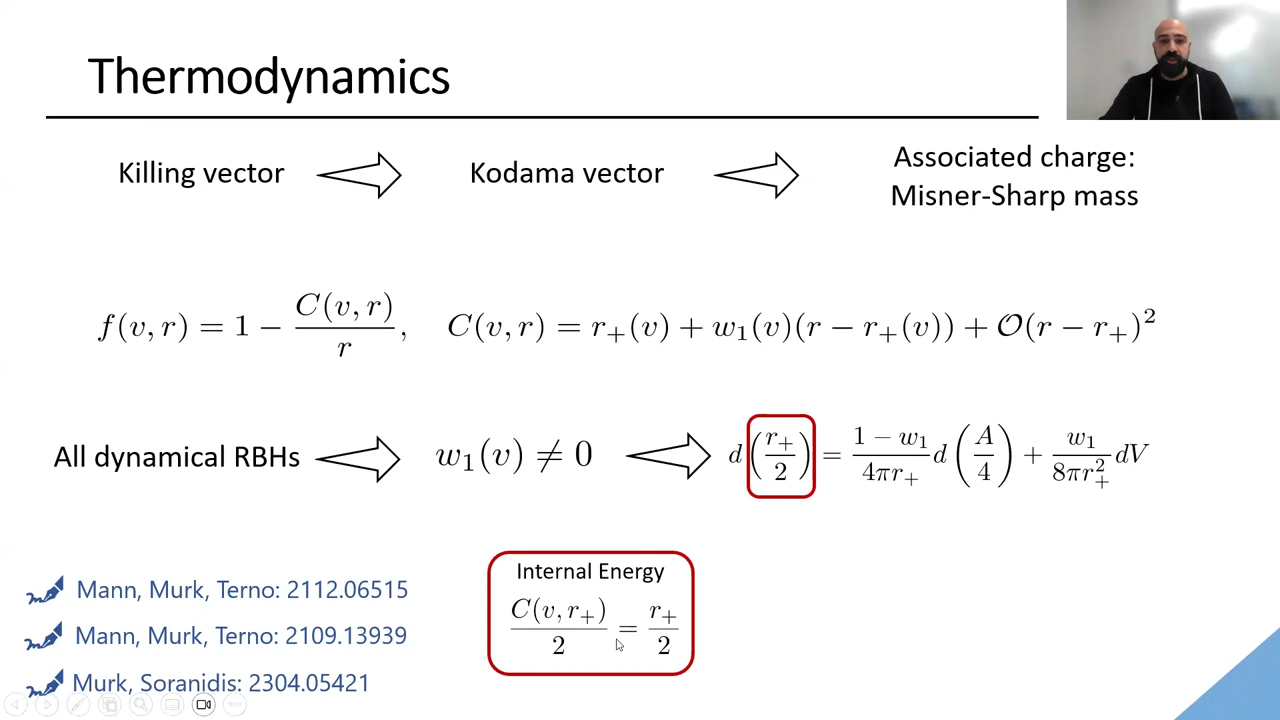 Thermodynamics
Killing vector
Kodama vector
Associated charge:
Misner-Sharp mass
f(v, r) = 1 − C(v, r)/r,   C(v, r) = r₊(v) + w₁(v)(r − r₊(v)) + 𝒪(r − r₊)²
All dynamical RBHs
w₁(v) ≠ 0
d(r₊/2) = (1 − w₁)/(4πr₊) d(A/4) + w₁/(8πr₊²) dV
Internal Energy
C(v, r₊)/2 = r₊/2
Mann, Murk, Terno: 2112.06515
Mann, Murk, Terno: 2109.13939
Murk, Soranidis: 2304.05421